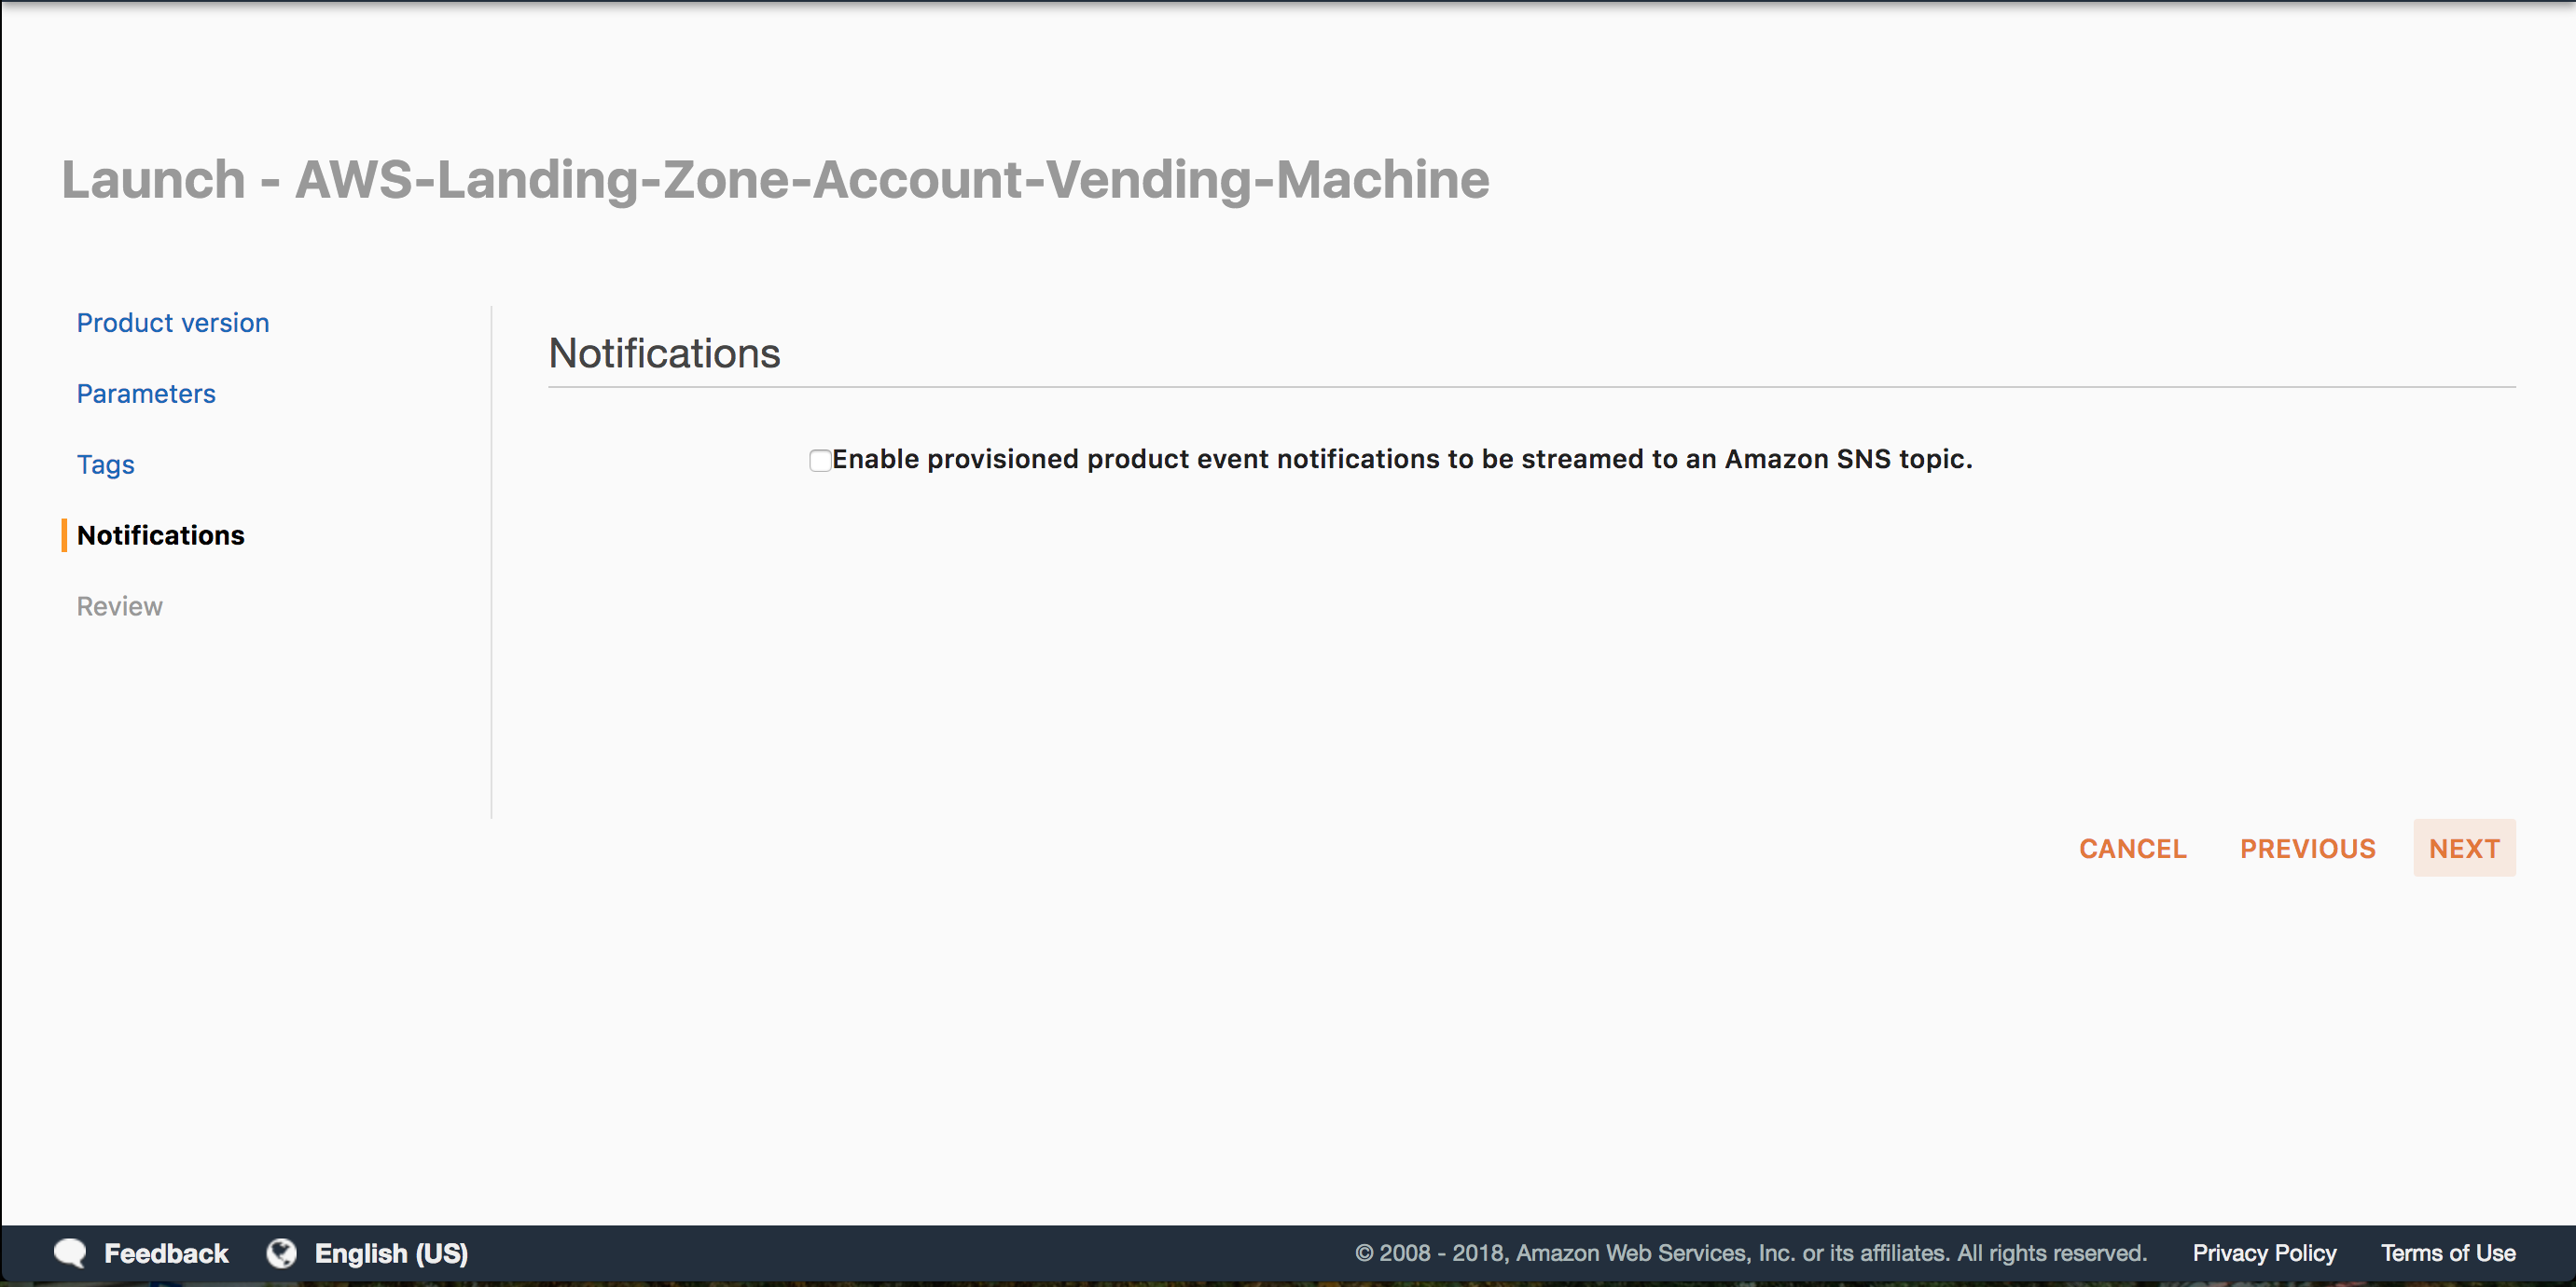 Launch - AWS-Landing-Zone-Account-Vending-Machine
Product version
Parameters
Tags
Notifications
Review
Notifications
Enable provisioned product event notifications to be streamed to an Amazon SNS topic.
CANCEL PREVIOUS NEXT
Feedback English (US) © 2008 - 2018, Amazon Web Services, Inc. or its affiliates. All rights reserved. Privacy Policy Terms of Use